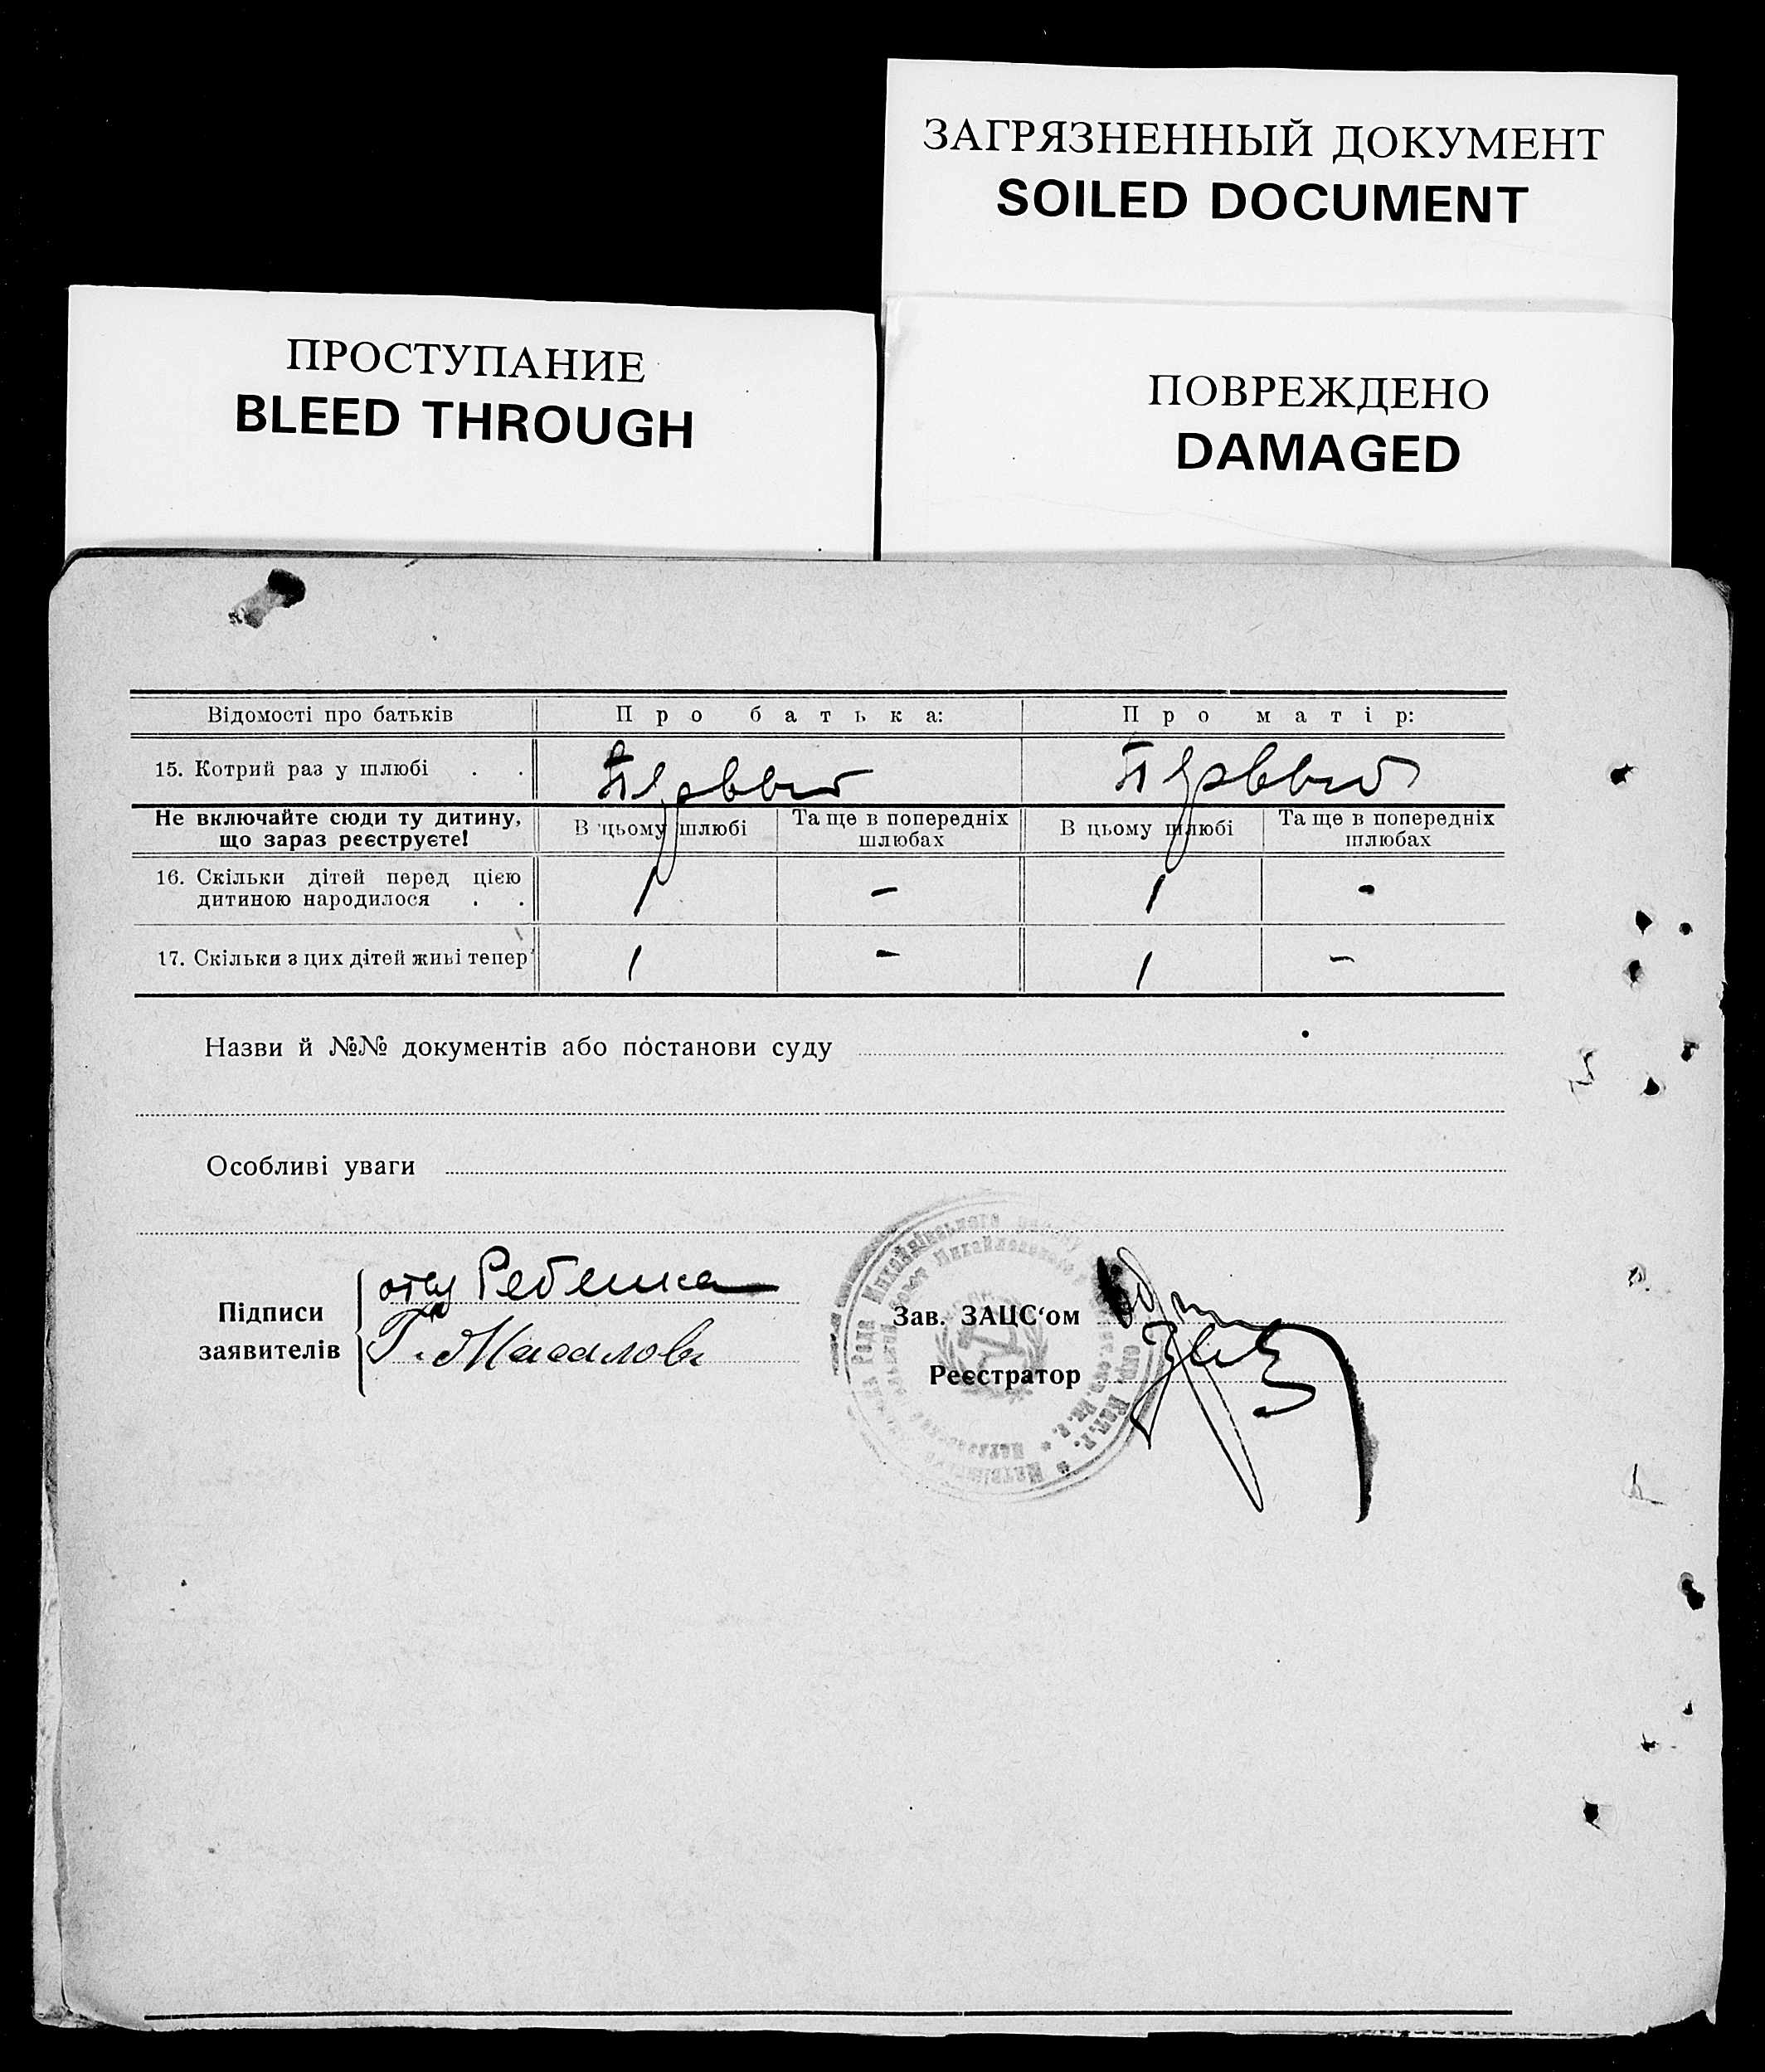 ЗАГРЯЗНЕННЫЙ ДОКУМЕНТ
SOILED DOCUMENT
ПРОСТУПАНИЕ
BLEED THROUGH
ПОВРЕЖДЕНО
DAMAGED
Відомості про батьків Про батька: Про матір:
15. Котрий раз у шлюбі . . Первый Первый
Не включайте сюди ту дитину, що зараз реєструєте! В цьому шлюбі Та ще в попередніх шлюбах В цьому шлюбі Та ще в попередніх шлюбах
16. Скільки дітей перед цією дитиною народилося . . 1 - 1 -
17. Скільки з цих дітей живі тепер 1 - 1 -
Назви й №№ документів або постанови суду
Особливі уваги
Підписи заявителів
отец Ребенка
Г. Масалов
Зав. ЗАЦС‘ом
Реєстратор